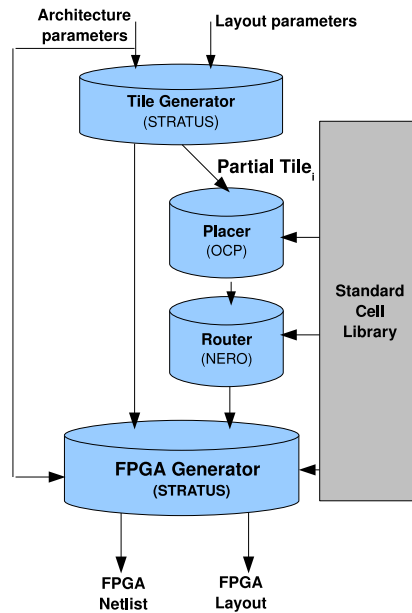 Architecture
parameters
Layout parameters
Tile Generator
(STRATUS)
Partial Tile i
Placer
(OCP)
Standard
Cell
Library
Router
(NERO)
FPGA Generator
(STRATUS)
FPGA
Netlist
FPGA
Layout